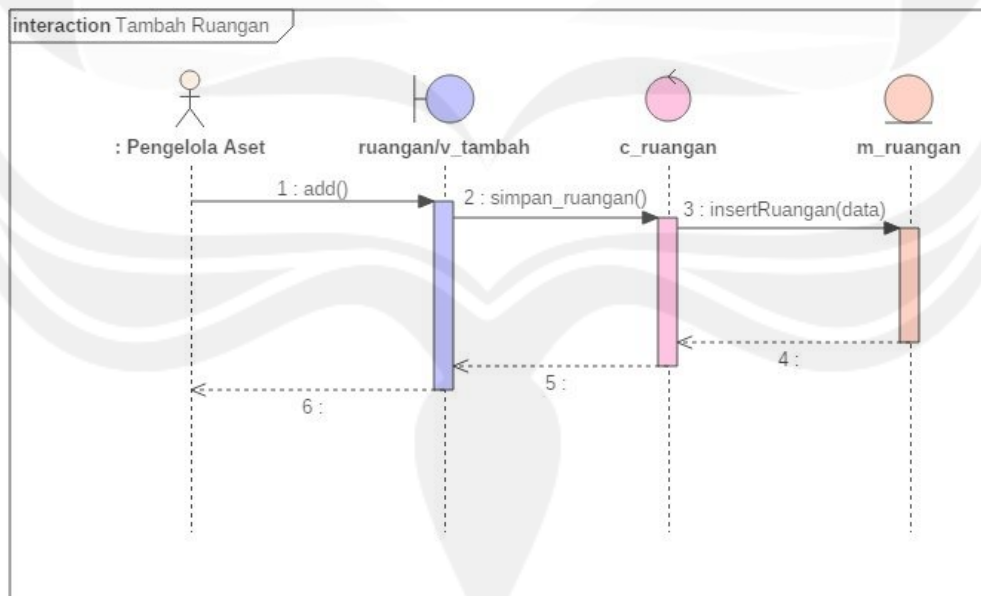 interaction Tambah Ruangan
: Pengelola Aset
ruangan/v_tambah
c_ruangan
m_ruangan
1 : add()
2 : simpan_ruangan()
3 : insertRuangan(data)
4 :
5 :
6 :